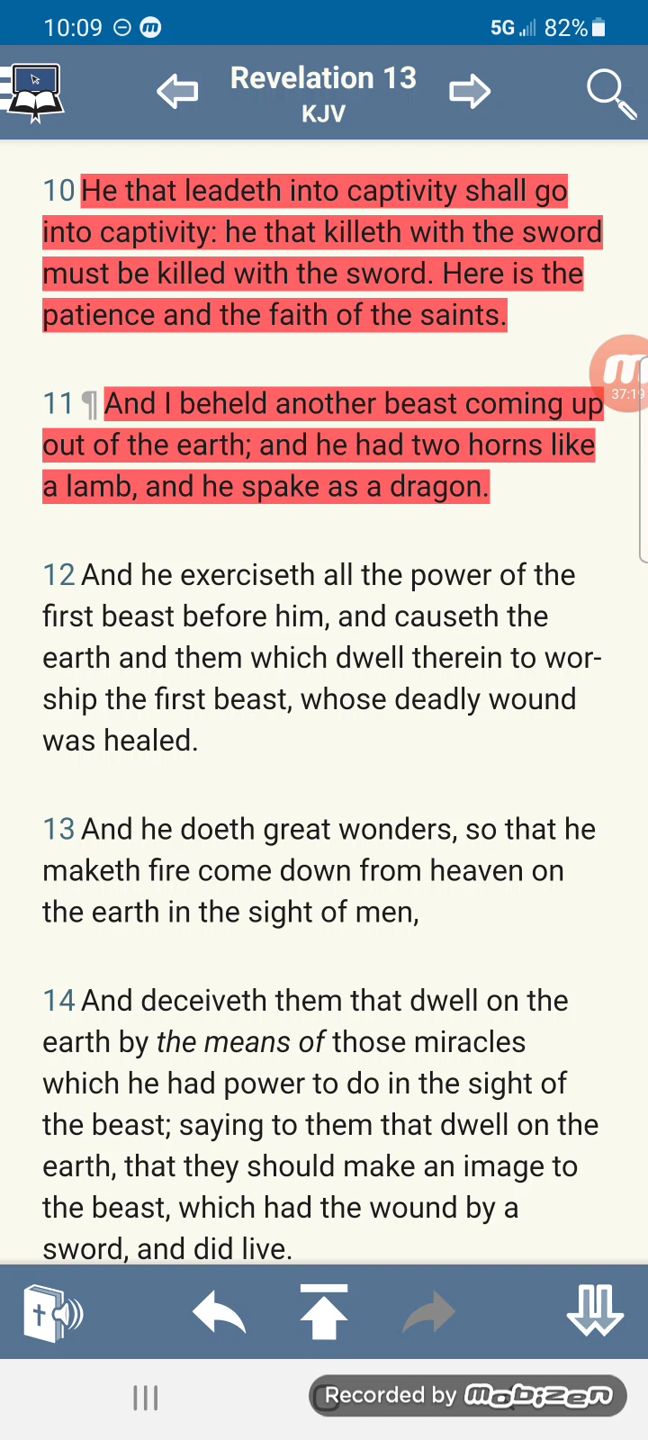 10:09
5G 82%
Revelation 13
KJV
10 He that leadeth into captivity shall go
into captivity: he that killeth with the sword
must be killed with the sword. Here is the
patience and the faith of the saints.
11 ¶ And I beheld another beast coming up
out of the earth; and he had two horns like
a lamb, and he spake as a dragon.
37:19
12 And he exerciseth all the power of the
first beast before him, and causeth the
earth and them which dwell therein to wor-
ship the first beast, whose deadly wound
was healed.
13 And he doeth great wonders, so that he
maketh fire come down from heaven on
the earth in the sight of men,
14 And deceiveth them that dwell on the
earth by the means of those miracles
which he had power to do in the sight of
the beast; saying to them that dwell on the
earth, that they should make an image to
the beast, which had the wound by a
sword, and did live.
Recorded by mobizen